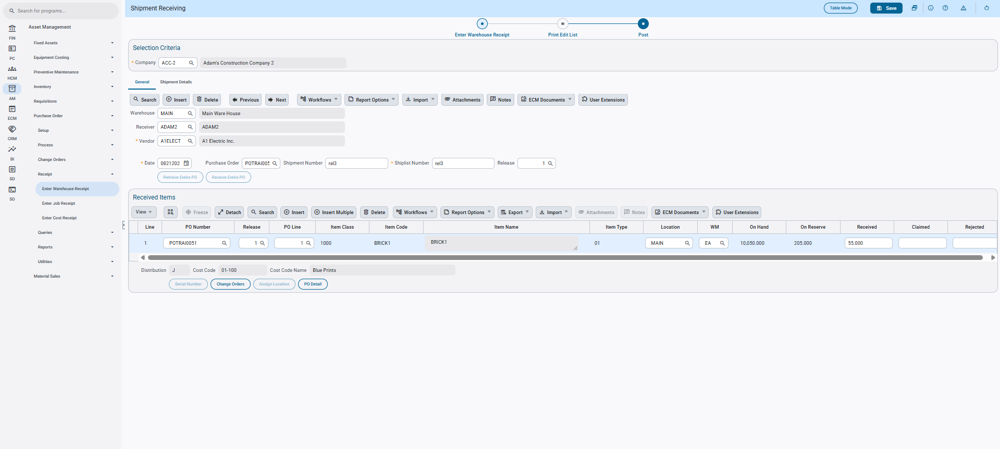 Search for programs...
FIN
PC
HCM
AM
ECM
CRM
BI
SD
SO
Asset Management
Fixed Assets
Equipment Costing
Preventive Maintenance
Inventory
Requisitions
Purchase Order
Setup
Process
Change Orders
Receipt
Enter Warehouse Receipt
Enter Job Receipt
Enter Cost Receipt
Queries
Reports
Utilities
Material Sales
Shipment Receiving
Table Mode Save
Enter Warehouse Receipt Print Edit List Post
Selection Criteria
* Company ACC-2 Adam's Construction Company 2
General Shipment Details
Search Insert Delete Previous Next Workflows Report Options Import Attachments Notes ECM Documents User Extensions
Warehouse MAIN Main Ware House
Receiver ADAM2 ADAM2
* Vendor A1ELECT A1 Electric Inc.
* Date 0821202 Purchase Order POTRAI005 Shipment Number rel3 * Shiplist Number rel3 Release 1
Retrieve Entire PO Receive Entire PO
Received Items
View Freeze Detach Search Insert Insert Multiple Delete Workflows Report Options Export Import Attachments Notes ECM Documents User Extensions
Line PO Number Release PO Line Item Class Item Code Item Name Item Type Location WM On Hand On Reserve Received Claimed Rejected
1 POTRAI0051 1 1 1000 BRICK1 BRICK1 01 MAIN EA 10,050.000 205.000 55.000
Distribution J Cost Code 01-100 Cost Code Name Blue Prints
Serial Number Change Orders Assign Location PO Detail